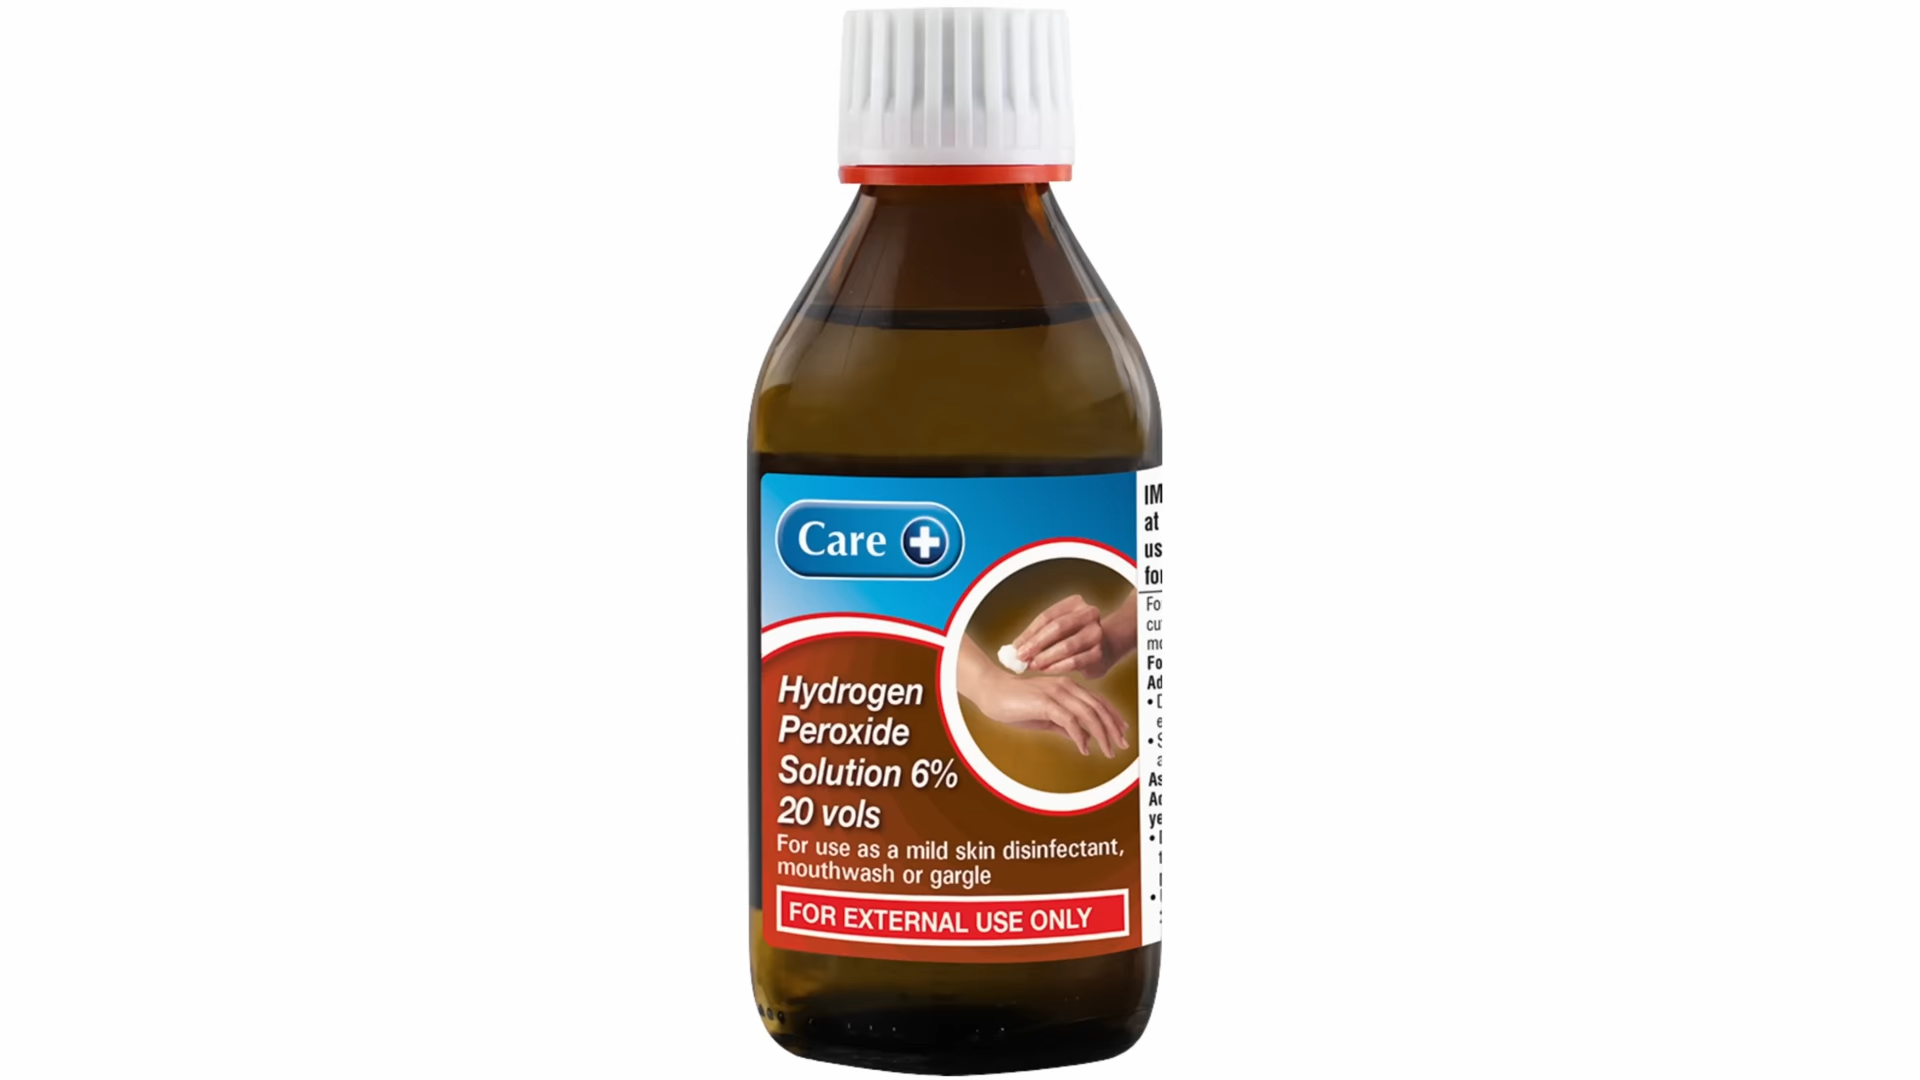 Care
Hydrogen
Peroxide
Solution 6%
20 vols
For use as a mild skin disinfectant,
mouthwash or gargle
FOR EXTERNAL USE ONLY
at